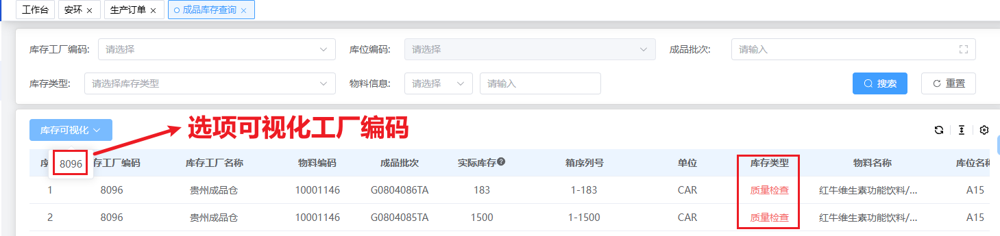 工作台 安环 生产订单 成品库存查询
库存工厂编码: 请选择 库位编码: 请选择 成品批次: 请输入
库存类型: 请选择库存类型 物料信息: 请选择 请输入 搜索 重置
库存可视化 选项可视化工厂编码
8096
库 存工厂编码 库存工厂名称 物料编码 成品批次 实际库存 箱序列号 单位 库存类型 物料名称 库位名称
1 8096 贵州成品仓 10001146 G0804086TA 183 1-183 CAR 质量检查 红牛维生素功能饮料/... A15
2 8096 贵州成品仓 10001146 G0804085TA 1500 1-1500 CAR 质量检查 红牛维生素功能饮料/... A15